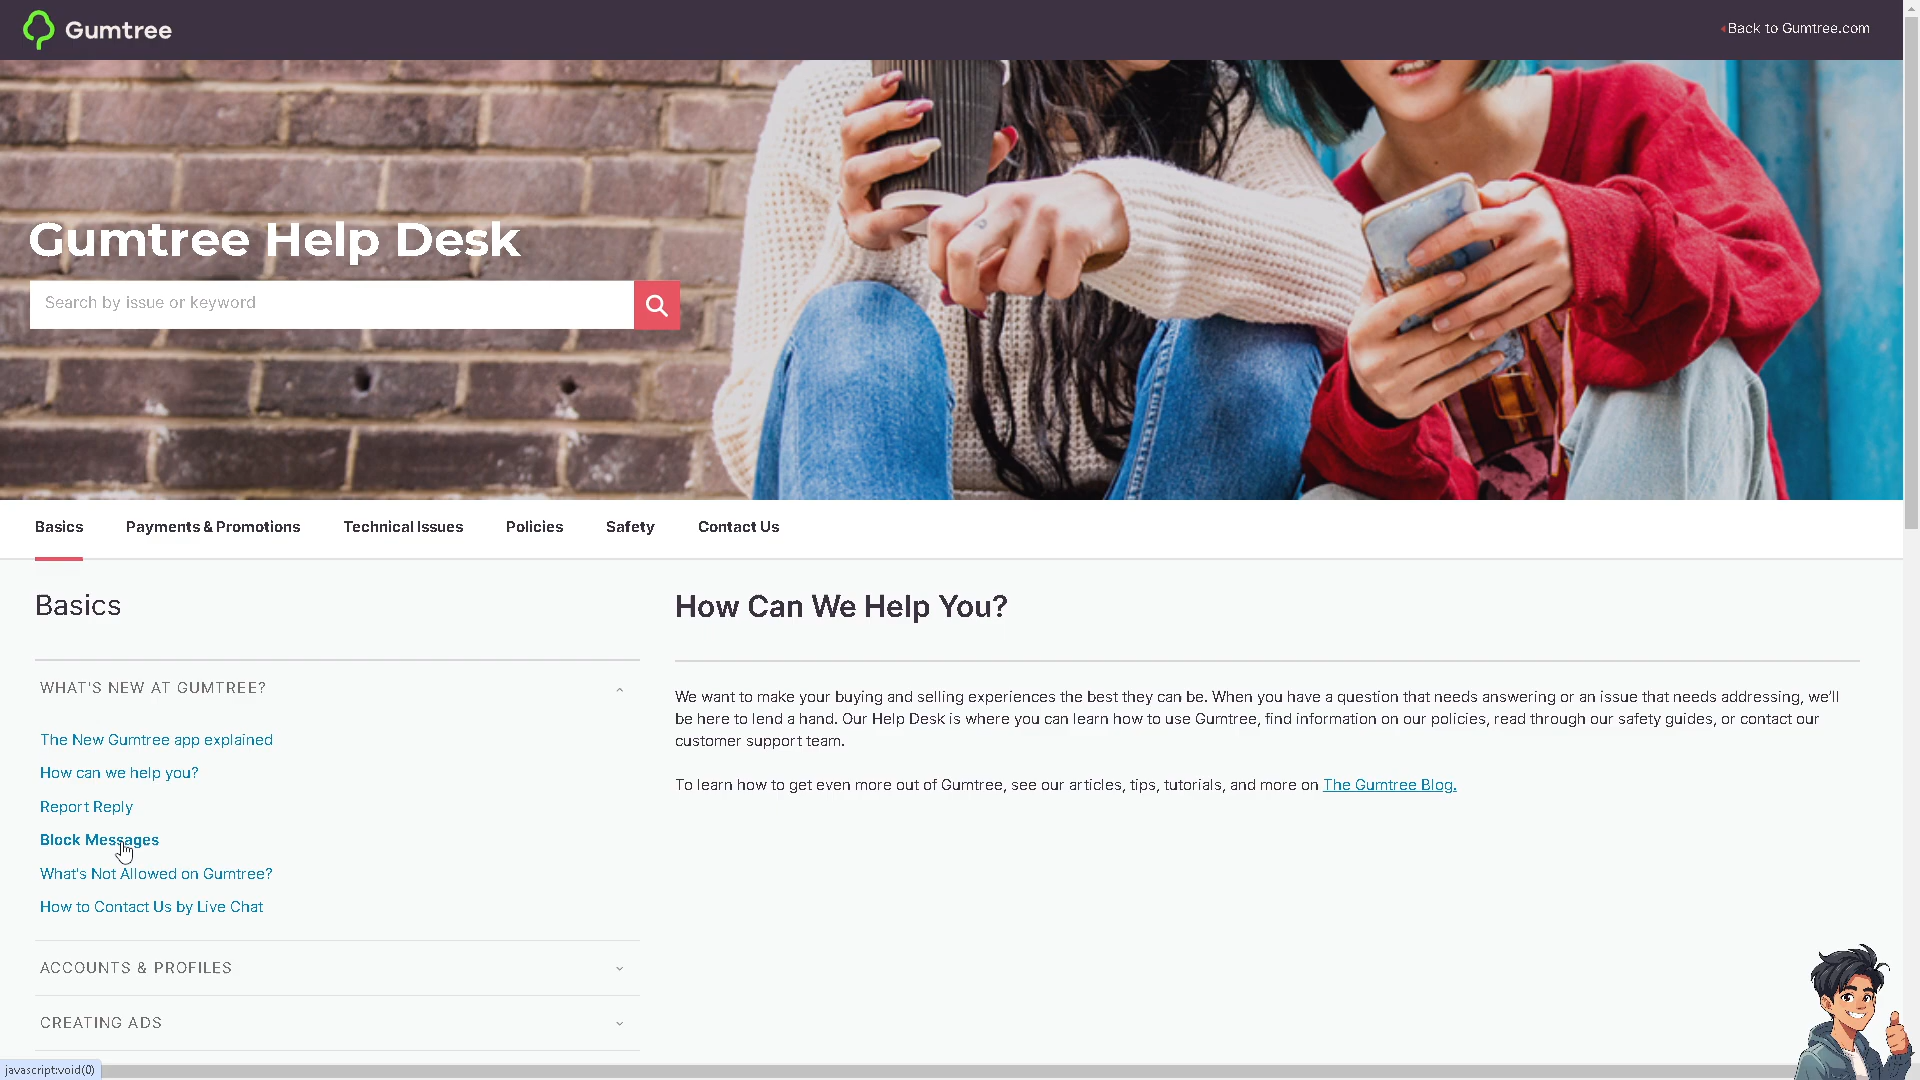 Gumtree
Back to Gumtree.com
Gumtree Help Desk
Search by issue or keyword
Basics
Payments & Promotions
Technical Issues
Policies
Safety
Contact Us
Basics
WHAT'S NEW AT GUMTREE?
The New Gumtree app explained
How can we help you?
Report Reply
Block Messages
What's Not Allowed on Gumtree?
How to Contact Us by Live Chat
ACCOUNTS & PROFILES
CREATING ADS
How Can We Help You?
We want to make your buying and selling experiences the best they can be. When you have a question that needs answering or an issue that needs addressing, we'll
be here to lend a hand. Our Help Desk is where you can learn how to use Gumtree, find information on our policies, read through our safety guides, or contact our
customer support team.
To learn how to get even more out of Gumtree, see our articles, tips, tutorials, and more on The Gumtree Blog.
javascript:void(0)